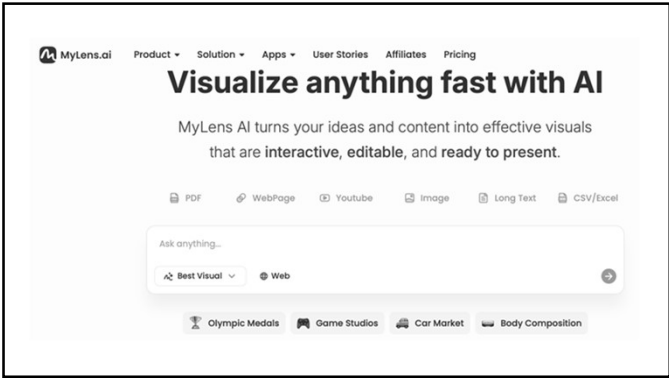 MyLens.ai Product Solution Apps User Stories Affiliates Pricing
Visualize anything fast with AI
MyLens AI turns your ideas and content into effective visuals
that are interactive, editable, and ready to present.
PDF WebPage Youtube Image Long Text CSV/Excel
Ask anything...
Best Visual Web
Olympic Medals Game Studios Car Market Body Composition